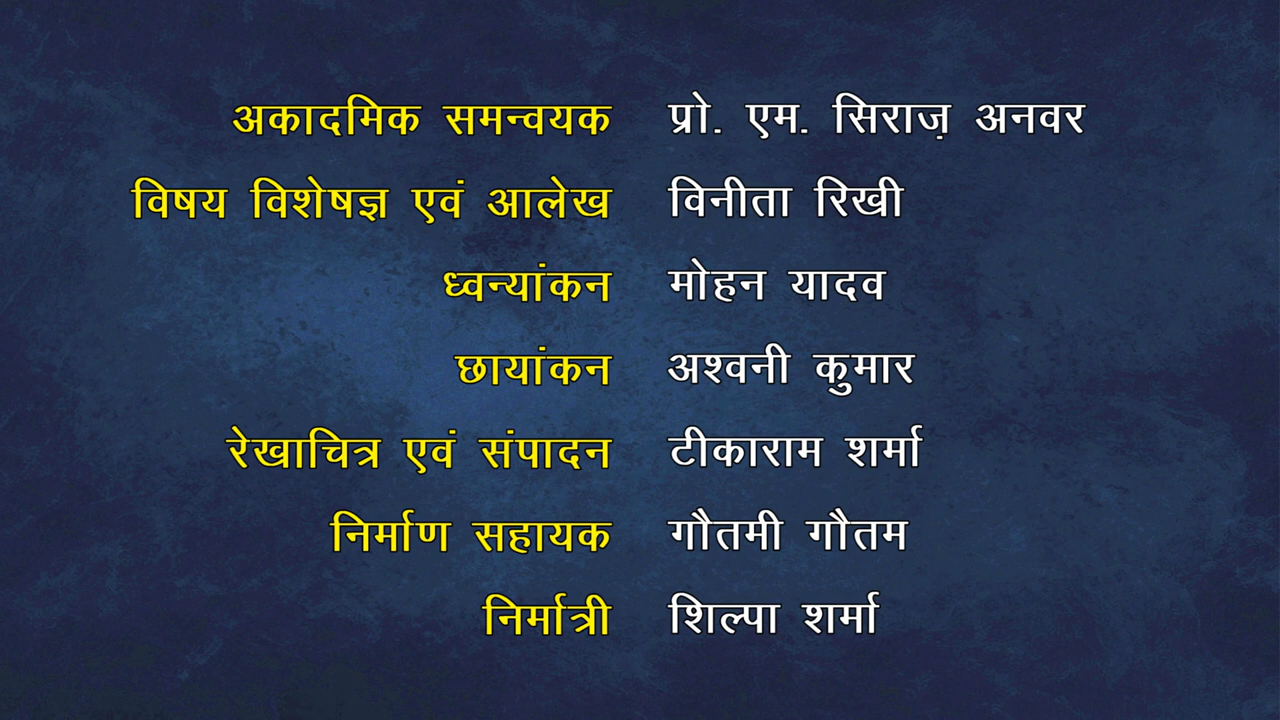 अकादमिक समन्वयक प्रो. एम. सिराज़ अनवर
विषय विशेषज्ञ एवं आलेख विनीता रिखी
ध्वन्यांकन मोहन यादव
छायांकन अश्वनी कुमार
रेखाचित्र एवं संपादन टीकाराम शर्मा
निर्माण सहायक गौतमी गौतम
निर्मात्री शिल्पा शर्मा